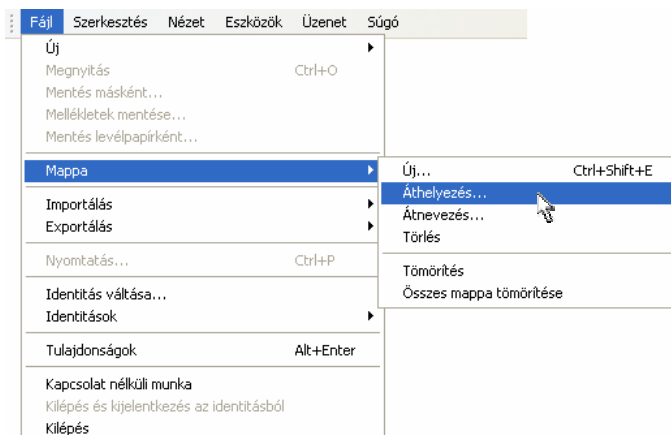 Fájl Szerkesztés Nézet Eszközök Üzenet Súgó
Új
Megnyitás Ctrl+O
Mentés másként...
Mellékletek mentése...
Mentés levélpapírként...
Mappa
Importálás
Exportálás
Nyomtatás... Ctrl+P
Identitás váltása...
Identitások
Tulajdonságok Alt+Enter
Kapcsolat nélküli munka
Kilépés és kijelentkezés az identitásból
Kilépés
Új... Ctrl+Shift+E
Áthelyezés...
Átnevezés...
Törlés
Tömörítés
Összes mappa tömörítése